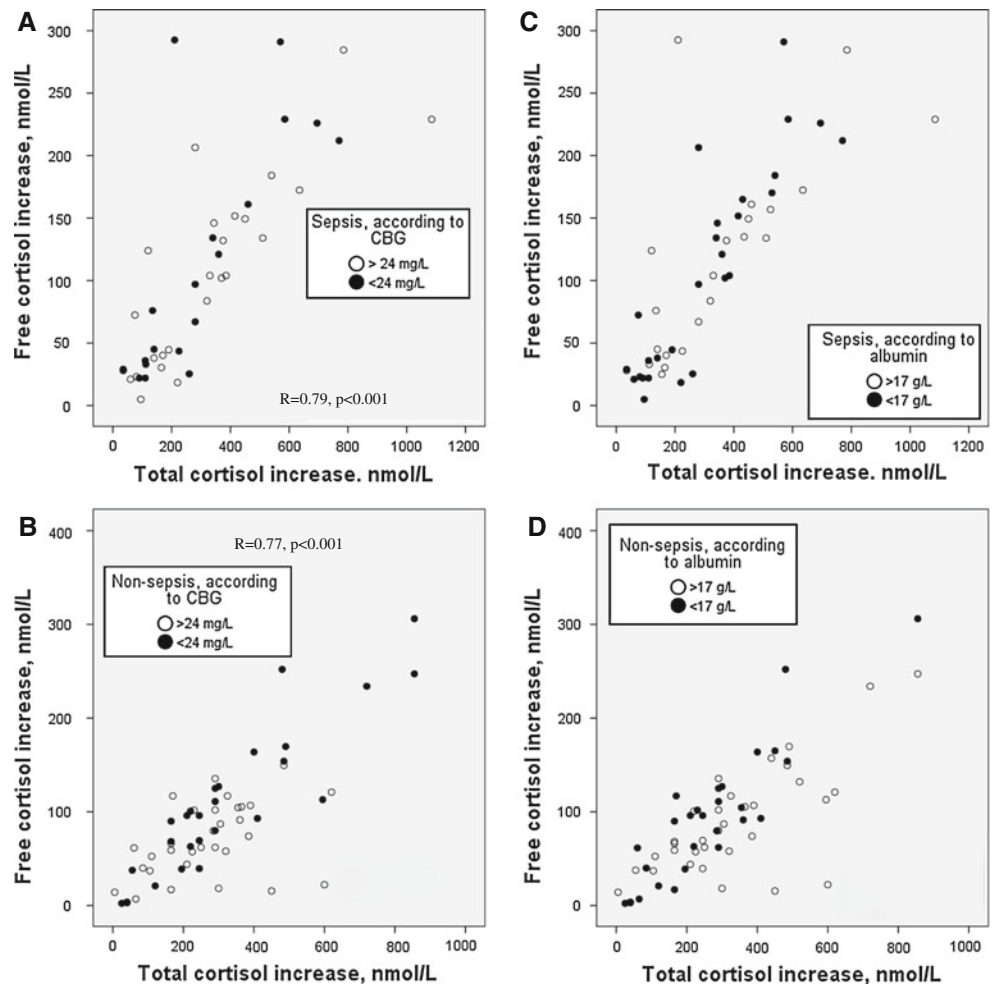 A
300
250
200
150
100
50
0
Free cortisol increase, nmol/L
Sepsis, according to
CBG
> 24 mg/L
<24 mg/L
R=0.79, p<0.001
0 200 400 600 800 1000 1200
Total cortisol increase. nmol/L
C
300
250
200
150
100
50
0
Free cortisol increase, nmol/L
Sepsis, according to
albumin
>17 g/L
<17 g/L
0 200 400 600 800 1000 1200
Total cortisol increase. nmol/L
B
400
300
200
100
0
Free cortisol increase, nmol/L
R=0.77, p<0.001
Non-sepsis, according
to CBG
>24 mg/L
<24 mg/L
0 200 400 600 800 1000
Total cortisol increase, nmol/L
D
400
300
200
100
0
Free cortisol increase, nmol/L
Non-sepsis, according
to albumin
>17 g/L
<17 g/L
0 200 400 600 800 1000
Total cortisol increase, nmol/L